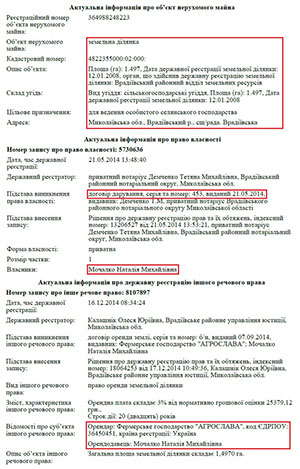 Актуальна інформація про об'єкт нерухомого майна
Реєстраційний номер 364988248223
об'єкта нерухомого
майна:
Об'єкт нерухомого земельна ділянка
майна:
Кадастровий номер: 4822355000:02:000:
Опис об'єкта: Площа (га): 1.497, Дата державної реєстрації земельної ділянки:
12.01.2008, орган, що здійснив державну реєстрацію земельної
ділянки: Врадіївський районний відділ земельних ресурсів
Склад угідь: Вид угіддя: сільськогосподарські угіддя, Площа (га): 1.497, Дата
державної реєстрації земельної ділянки: 12.01.2008
Цільове призначення: для ведення особистого селянського господарства
Адреса: Миколаївська обл., Врадіївський р., сш/рада. Врадіївська
Актуальна інформація про право власності
Номер запису про право власності: 5730636
Дата, час державної 21.05.2014 13:48:40
реєстрації:
Державний реєстратор: приватний нотаріус Демченко Тетяна Михайлівна, Врадіївський
районний нотаріальний округ, Миколаївська обл.
Підстава виникнення договір дарування, серія та номер: 453, виданий 21.05.2014,
права власності: видавник: Демченко Т.М, приватний нотаріус Врадіївського районного
нотаріального округу Миколаївської області
Підстава внесення Рішення про державну реєстрацію прав та їх обтяжень, індексний
запису: номер: 13206527 від 21.05.2014 13:53:21, приватний нотаріус
Демченко Тетяна Михайлівна, Врадіївський районний нотаріальний
округ, Миколаївська обл.
Форма власності: приватна
Розмір частки: 1
Власники: Мочалко Наталія Михайлівна
Актуальна інформація про державну реєстрацію іншого речового права
Номер запису про інше речове право: 8107897
Дата, час державної 16.12.2014 08:34:24
реєстрації:
Державний реєстратор: Калашнік Олеся Юріївна, Врадіївське районне управління юстиції,
Миколаївська обл.
Підстава виникнення договір оренди землі, серія та номер: б/н, виданий 07.09.2014,
іншого речового права: видавник: Фермерське господарство "АГРОСЛАВА"; Мочалко
Наталія Михайлівна
Підстава внесення Рішення про державну реєстрацію прав та їх обтяжень, індексний
запису: номер: 18064253 від 17.12.2014 10:49:36, Калашнік Олеся Юріївна,
Врадіївське районне управління юстиції, Миколаївська обл.
Вид іншого речового право оренди земельної ділянки
права:
Зміст, характеристика Орендна плата складає 3% від нормативно грошової оцінки 25379,12
іншого речового права: грн.,
Строк дії: 20 (двадцять) років
Відомості про суб'єкта Орендар: Фермерське господарство "АГРОСЛАВА", код ЄДРПОУ:
іншого речового права: 36450451, країна реєстрації: Україна
Орендодавець: Мочалко Наталія Михайлівна
Опис об'єкта іншого Загальна площа земельної ділянки складає 1,4970 га.